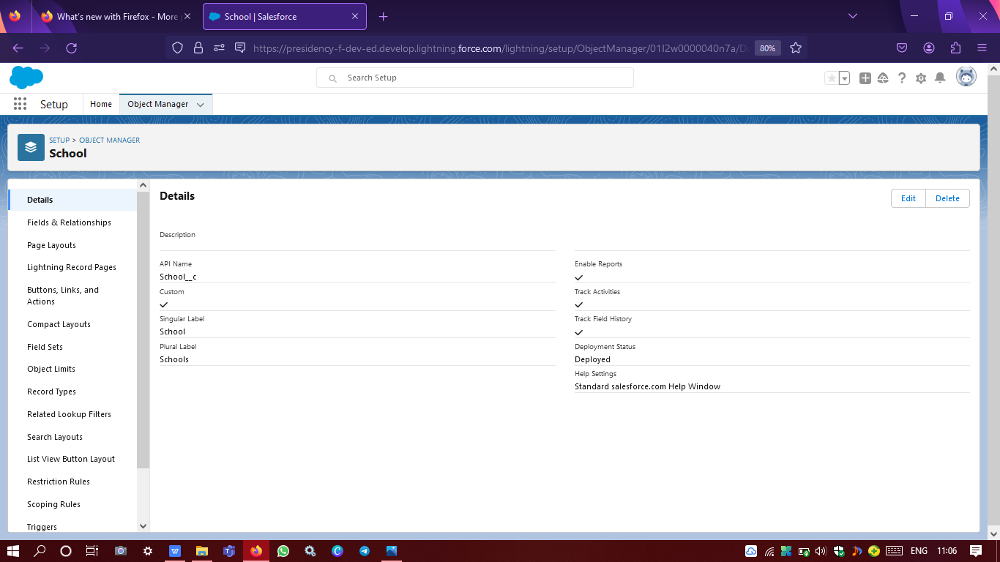 What's new with Firefox - More
School | Salesforce
https://presidency-f-dev-ed.develop.lightning.force.com/lightning/setup/ObjectManager/01I2w0000040n7a/D
80%
Search Setup
Setup
Home
Object Manager
SETUP > OBJECT MANAGER
School
Details
Fields & Relationships
Page Layouts
Lightning Record Pages
Buttons, Links, and
Actions
Compact Layouts
Field Sets
Object Limits
Record Types
Related Lookup Filters
Search Layouts
List View Button Layout
Restriction Rules
Scoping Rules
Triggers
Details
Edit
Delete
Description
API Name
School__c
Custom
Singular Label
School
Plural Label
Schools
Enable Reports
Track Activities
Track Field History
Deployment Status
Deployed
Help Settings
Standard salesforce.com Help Window
ENG
11:06